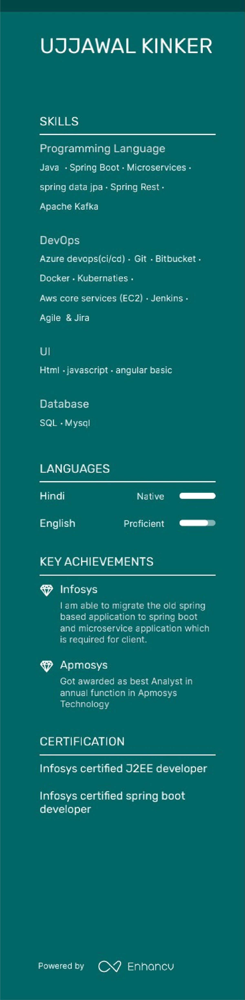 UJJAWAL KINKER
SKILLS
Programming Language
Java · Spring Boot · Microservices ·
spring data jpa · Spring Rest ·
Apache Kafka
DevOps
Azure devops(ci/cd) · Git · Bitbucket ·
Docker · Kubernaties ·
Aws core services (EC2) · Jenkins ·
Agile & Jira
UI
Html · javascript · angular basic
Database
SQL · Mysql
LANGUAGES
Hindi Native
English Proficient
KEY ACHIEVEMENTS
Infosys
I am able to migrate the old spring
based application to spring boot
and microservice application which
is required for client.
Apmosys
Got awarded as best Analyst in
annual function in Apmosys
Technology
CERTIFICATION
Infosys certified J2EE developer
Infosys certified spring boot
developer
Powered by Enhancv